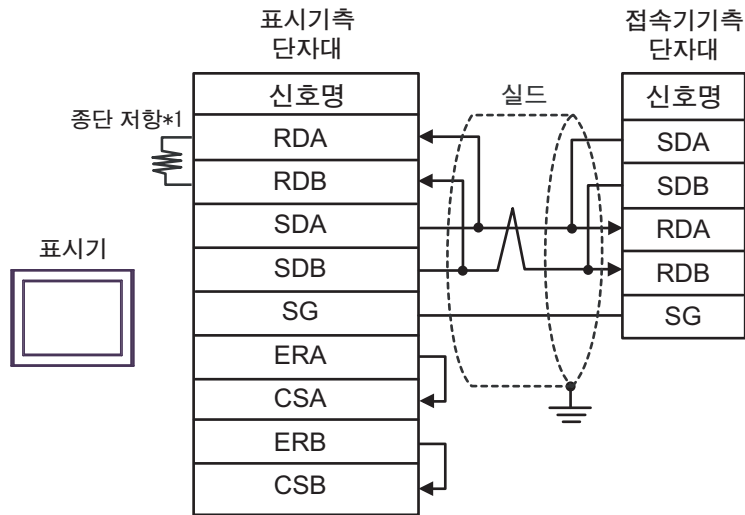 표시기측
단자대
접속기기측
단자대
신호명
실드
신호명
종단 저항*1
RDA
SDA
RDB
SDB
SDA
RDA
표시기
SDB
RDB
SG
SG
ERA
CSA
ERB
CSB